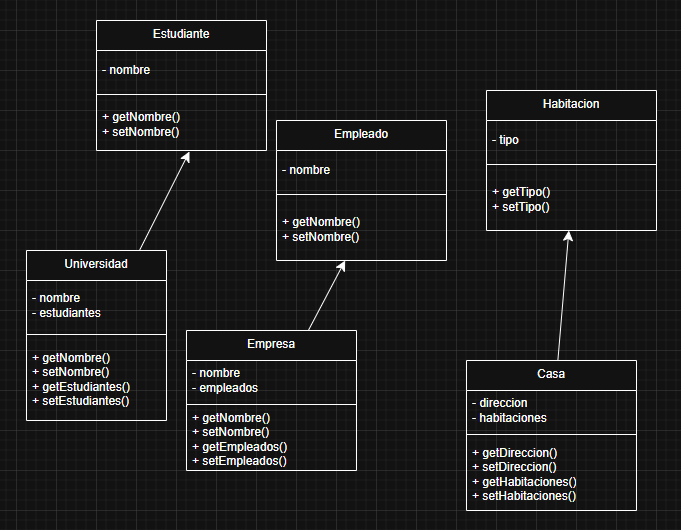 Estudiante
- nombre
+ getNombre()
+ setNombre()
Empleado
- nombre
+ getNombre()
+ setNombre()
Habitacion
- tipo
+ getTipo()
+ setTipo()
Universidad
- nombre
- estudiantes
+ getNombre()
+ setNombre()
+ getEstudiantes()
+ setEstudiantes()
Empresa
- nombre
- empleados
+ getNombre()
+ setNombre()
+ getEmpleados()
+ setEmpleados()
Casa
- direccion
- habitaciones
+ getDireccion()
+ setDireccion()
+ getHabitaciones()
+ setHabitaciones()